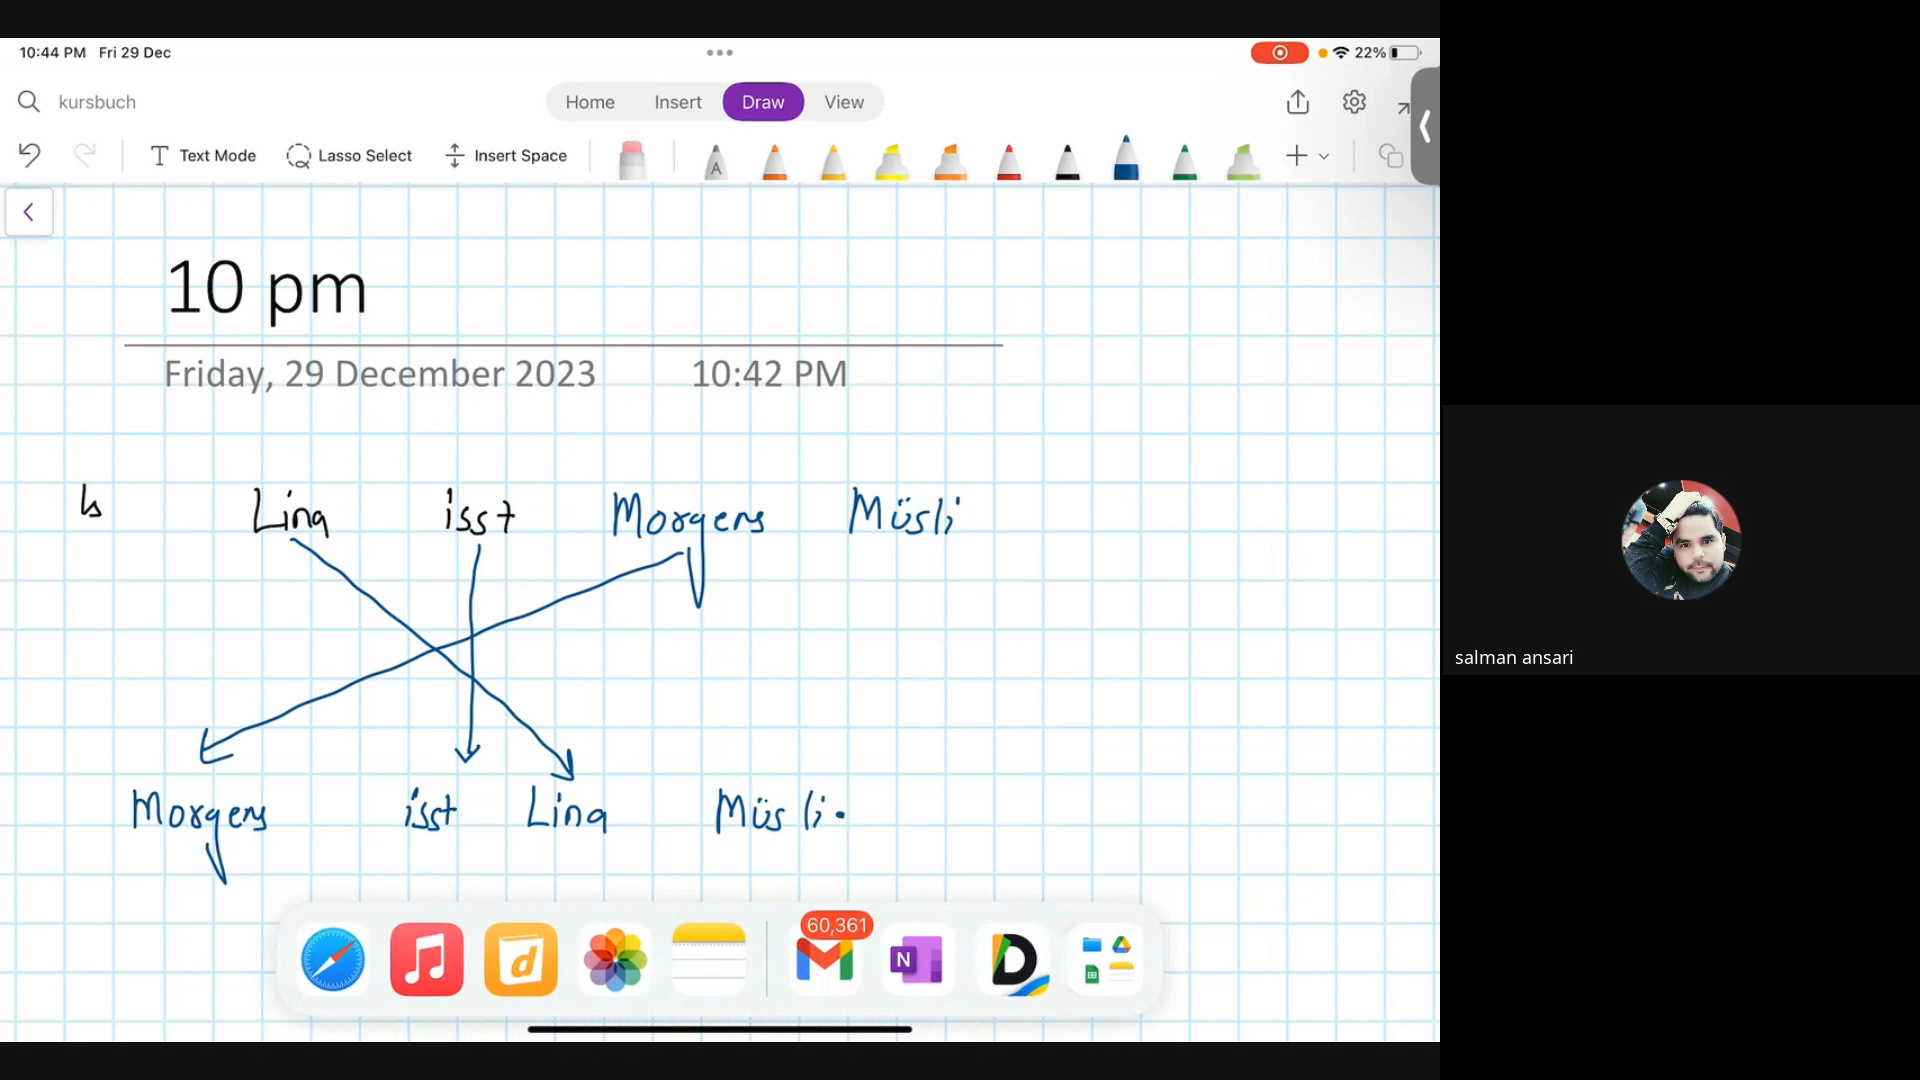 10:44 PM Fri 29 Dec 22%
kursbuch Home Insert Draw View
Text Mode Lasso Select Insert Space A
10 pm
Friday, 29 December 2023 10:42 PM
Lina isst Morgens Müsli
salman ansari
Morgens isst Lina Müsli.
60,361
d N D